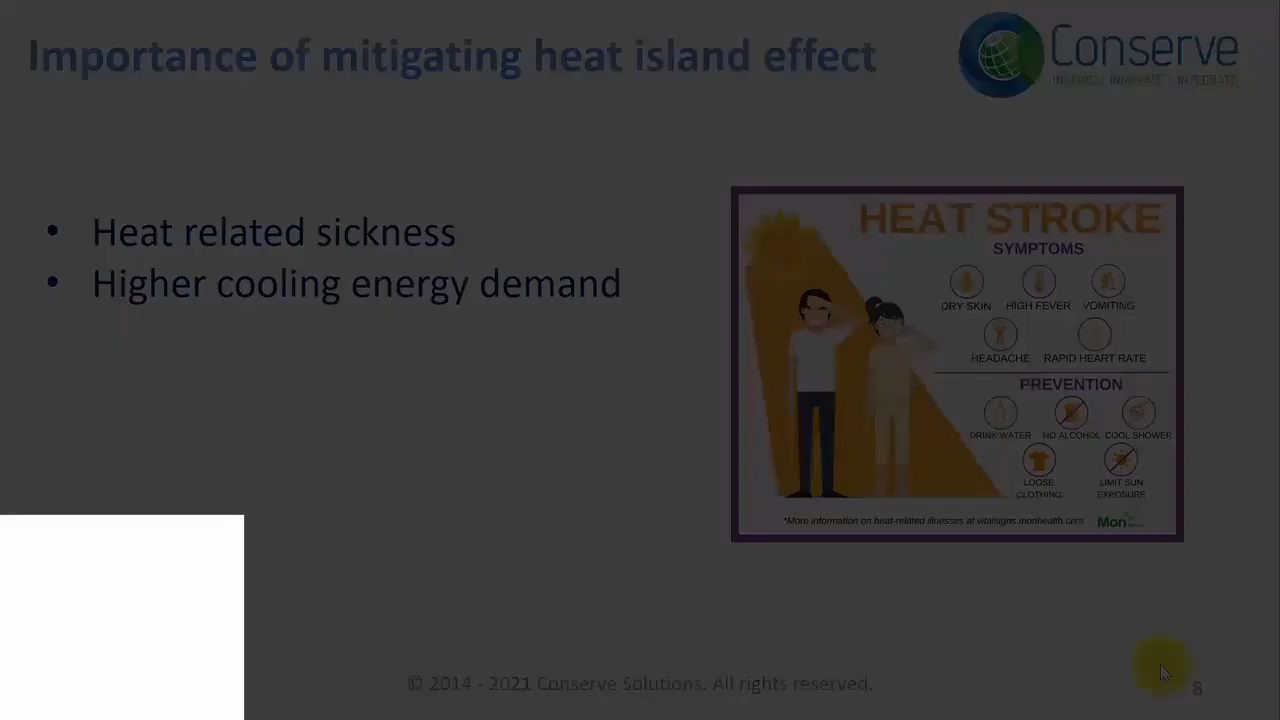 Importance of mitigating heat island effect
Conserve
INSPIRE | INNOVATE | INTEGRATE
• Heat related sickness
• Higher cooling energy demand
HEAT STROKE
SYMPTOMS
DRY SKIN HIGH FEVER VOMITING
HEADACHE RAPID HEART RATE
PREVENTION
DRINK WATER NO ALCOHOL COOL SHOWER
LOOSE CLOTHING
LIMIT SUN EXPOSURE
*More information on heat-related illnesses at vitalsigns.monhealth.com
Mon
© 2014 - 2021 Conserve Solutions. All rights reserved.
8